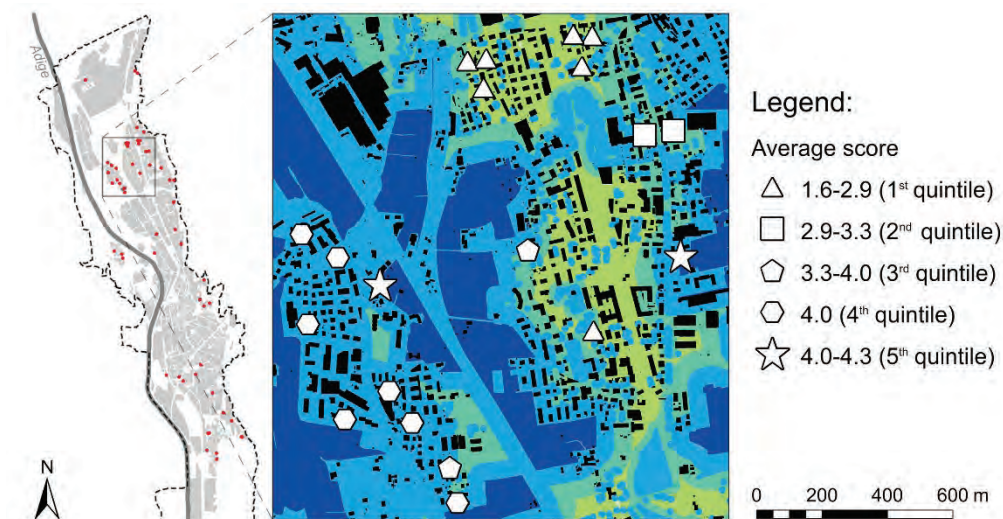 Adige
N
Legend:
Average score
1.6-2.9 (1st quintile)
2.9-3.3 (2nd quintile)
3.3-4.0 (3rd quintile)
4.0 (4th quintile)
4.0-4.3 (5th quintile)
0 200 400 600 m